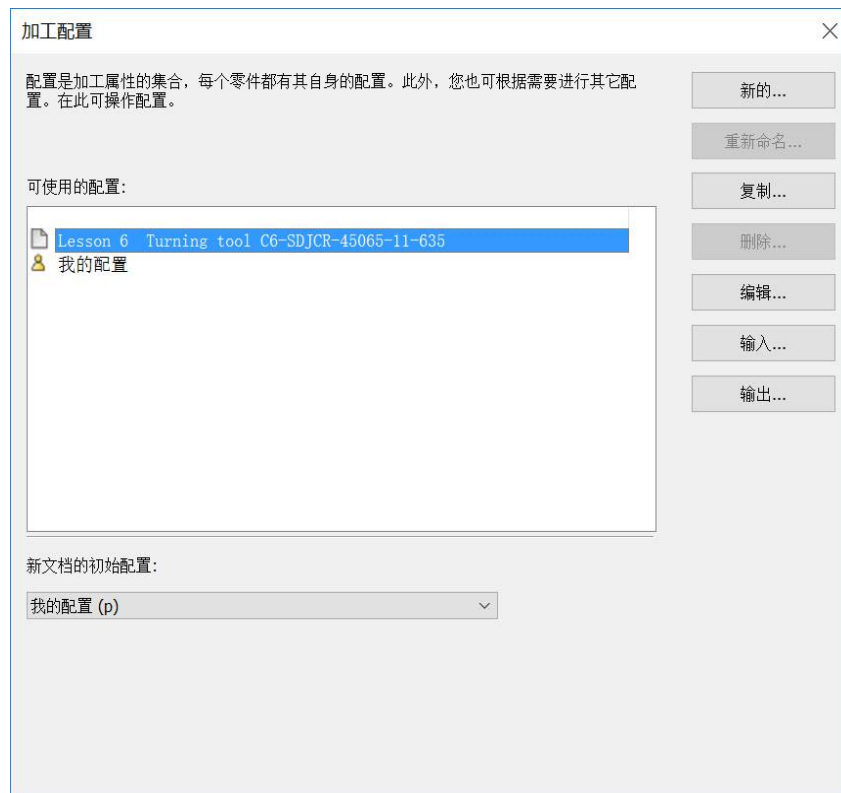 加工配置
配置是加工属性的集合，每个零件都有其自身的配置。此外，您也可根据需要进行其它配
置。在此可操作配置。
新的...
重新命名...
可使用的配置:
复制...
Lesson 6  Turning tool C6-SDJCR-45065-11-635
删除...
我的配置
编辑...
输入...
输出...
新文档的初始配置:
我的配置 (p)